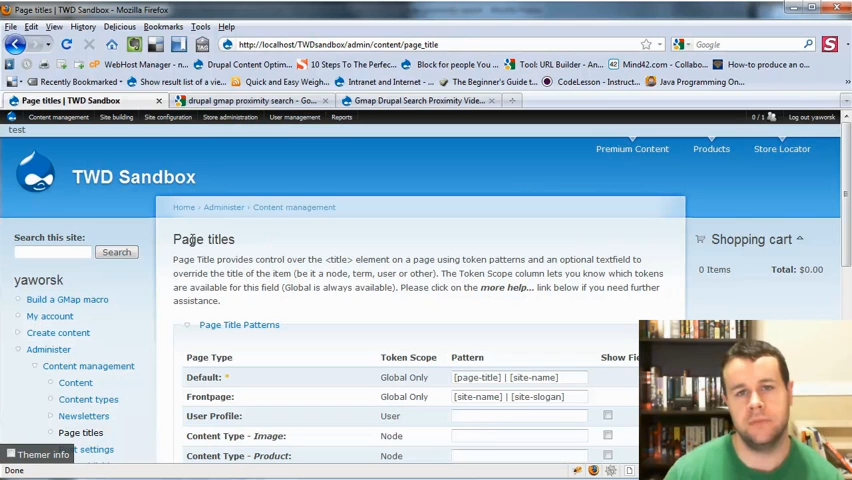 Page titles | TWD Sandbox - Mozilla Firefox
File Edit View History Delicious Bookmarks Tools Help
http://localhost/TWDsandbox/admin/content/page_title
Google
WebHost Manager - ... Drupal Content Optim... 10 Steps To The Perfec... Block for people you f... Tool: URL Builder - An... Mind42.com - Collabo... How-to produce an o...
Recently Bookmarked Show result list of a view... Quick and Easy Weigh... Intranet and Internet - ... The Beginner's Guide t... CodeLesson - Instruct... Java Programming On...
Page titles | TWD Sandbox drupal gmap proximity search - Go... Gmap Drupal Search Proximity Vide...
Content management Site building Site configuration Store administration User management Reports 0 / 1 Log out yaworsk
test
Premium Content Products Store Locator
TWD Sandbox
Home › Administer › Content management
Search this site:
Search
Page titles
Shopping cart
Page Title provides control over the <title> element on a page using token patterns and an optional textfield to
override the title of the item (be it a node, term, user or other). The Token Scope column lets you know which tokens
are available for this field (Global is always available). Please click on the more help... link below if you need further
assistance.
0 Items Total: $0.00
yaworsk
Build a GMap macro
My account
Create content
Administer
Content management
Content
Content types
Newsletters
Page titles
Page Title Patterns
Page Type Token Scope Pattern Show Fie
Default: * Global Only [page-title] | [site-name]
Frontpage: Global Only [site-name] | [site-slogan]
User Profile: User
Content Type - Image: Node
Content Type - Product: Node
settings
Themer info
Done